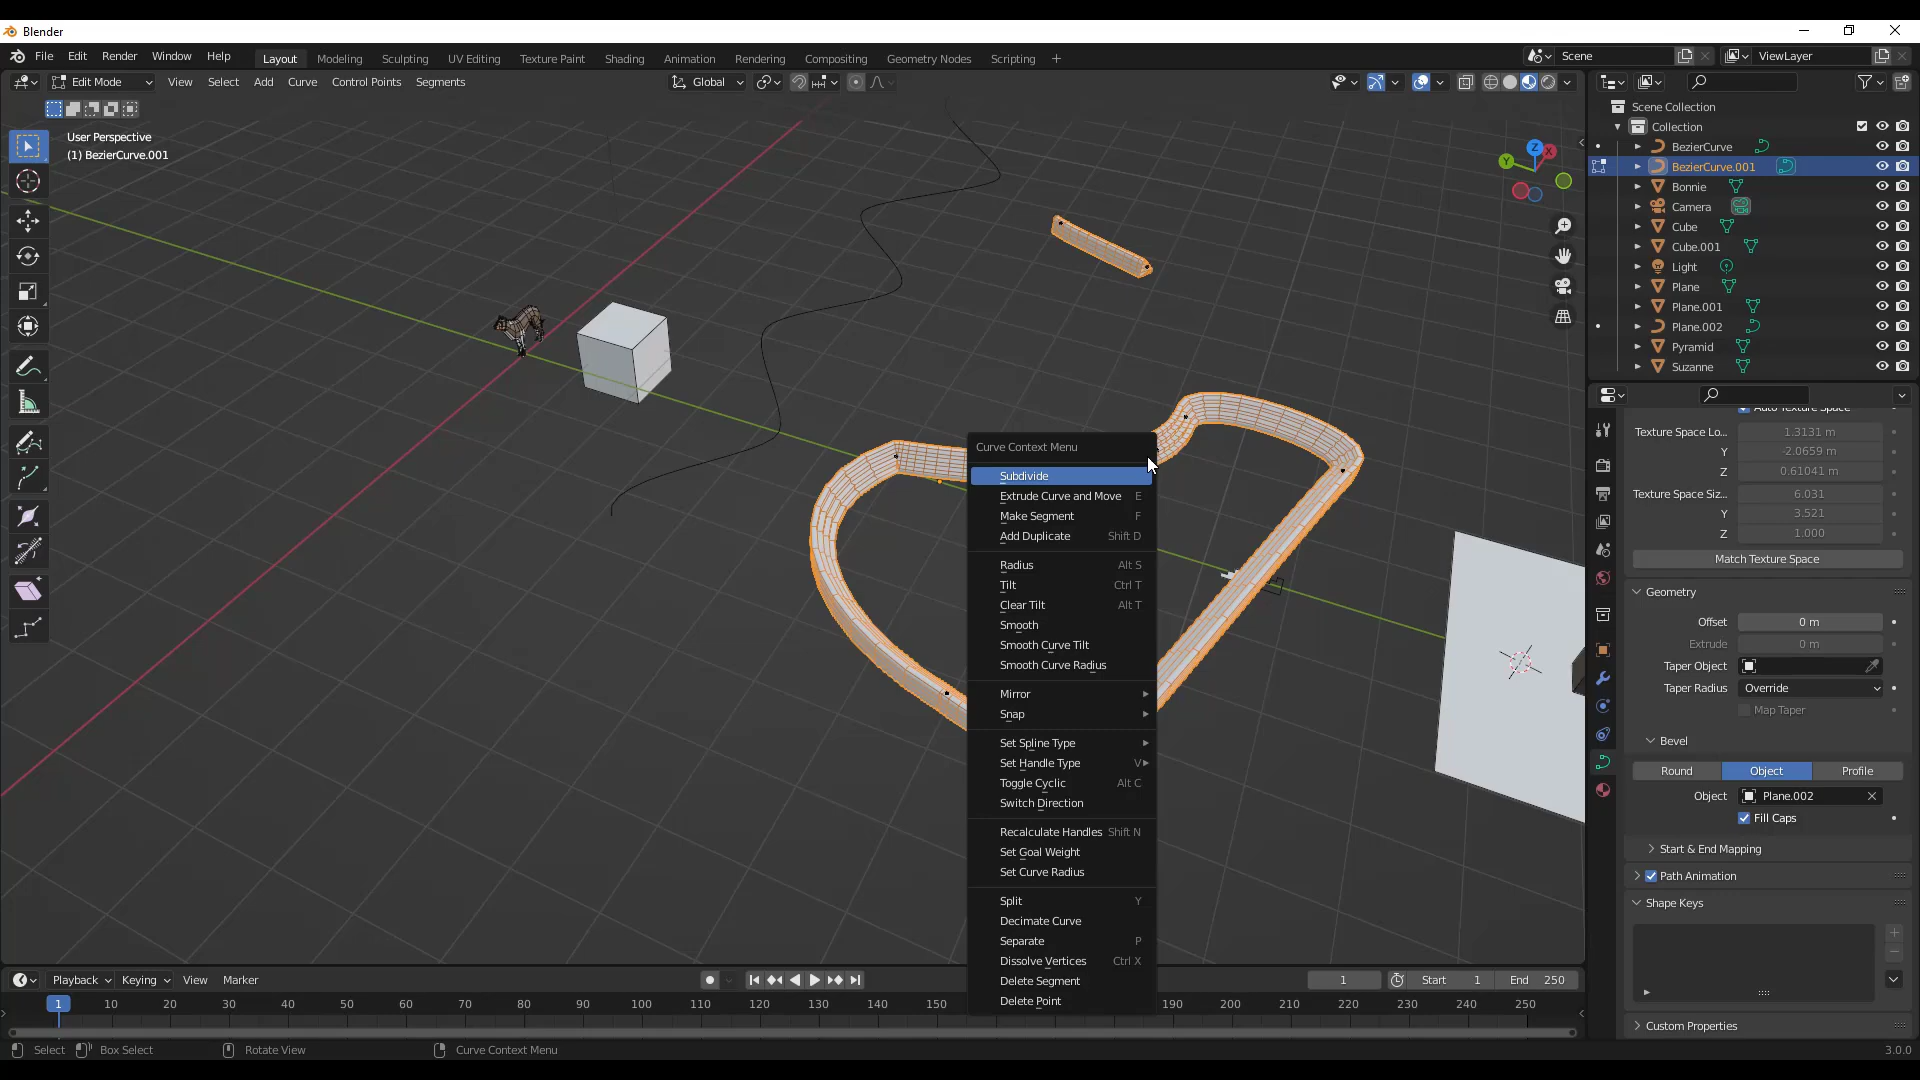 Blender
File Edit Render Window Help
Layout Modeling Sculpting UV Editing Texture Paint Shading Animation Rendering Compositing Geometry Nodes Scripting +
Scene
ViewLayer
Edit Mode View Select Add Curve Control Points Segments
Global
User Perspective
(1) BezierCurve.001
Z
X
Y
Curve Context Menu
Subdivide
Extrude Curve and Move E
Make Segment F
Add Duplicate Shift D
Radius Alt S
Tilt Ctrl T
Clear Tilt Alt T
Smooth
Smooth Curve Tilt
Smooth Curve Radius
Mirror
Snap
Set Spline Type
Set Handle Type V
Toggle Cyclic Alt C
Switch Direction
Recalculate Handles Shift N
Set Goal Weight
Set Curve Radius
Split Y
Decimate Curve
Separate P
Dissolve Vertices Ctrl X
Delete Segment
Delete Point
Scene Collection
Collection
BezierCurve
BezierCurve.001
Bonnie
Camera
Cube
Cube.001
Light
Plane
Plane.001
Plane.002
Pyramid
Suzanne
Auto Texture Space
Texture Space Lo... 1.3131 m
Y -2.0659 m
Z 0.61041 m
Texture Space Siz... 6.031
Y 3.521
Z 1.000
Match Texture Space
Geometry
Offset 0 m
Extrude 0 m
Taper Object
Taper Radius Override
Map Taper
Bevel
Round Object Profile
Object Plane.002
Fill Caps
Start & End Mapping
Path Animation
Shape Keys
Custom Properties
Playback Keying View Marker
1 Start 1 End 250
1 10 20 30 40 50 60 70 80 90 100 110 120 130 140 150 190 200 210 220 230 240 250
Select Box Select Rotate View Curve Context Menu
3.0.0